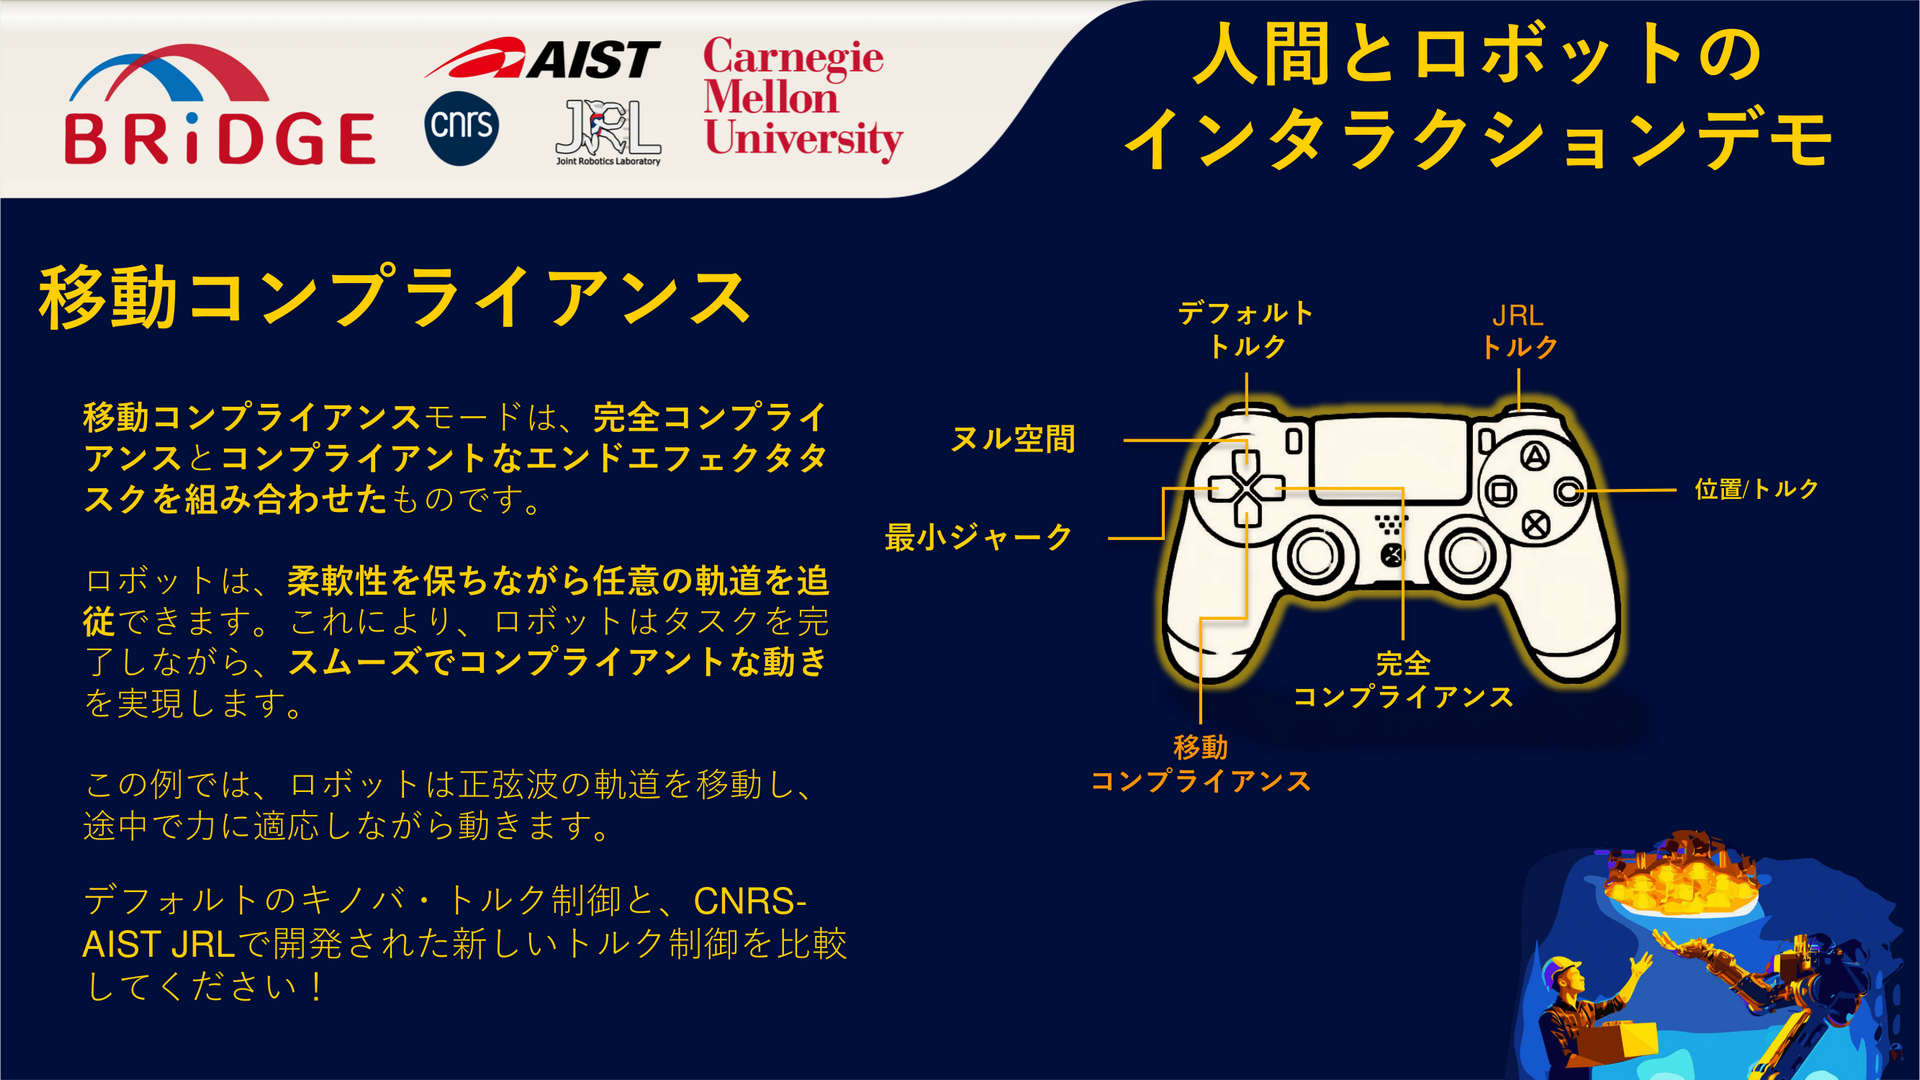 BRiDGE
AIST
cnrs
JRL
Joint Robotics Laboratory
Carnegie
Mellon
University
人間とロボットの
インタラクションデモ
移動コンプライアンス
移動コンプライアンスモードは、完全コンプライ
アンスとコンプライアントなエンドエフェクタタ
スクを組み合わせたものです。
ロボットは、柔軟性を保ちながら任意の軌道を追
従できます。これにより、ロボットはタスクを完
了しながら、スムーズでコンプライアントな動き
を実現します。
この例では、ロボットは正弦波の軌道を移動し、
途中で力に適応しながら動きます。
デフォルトのキノバ・トルク制御と、CNRS-
AIST JRLで開発された新しいトルク制御を比較
してください！
デフォルト
トルク
JRL
トルク
ヌル空間
最小ジャーク
位置/トルク
完全
コンプライアンス
移動
コンプライアンス